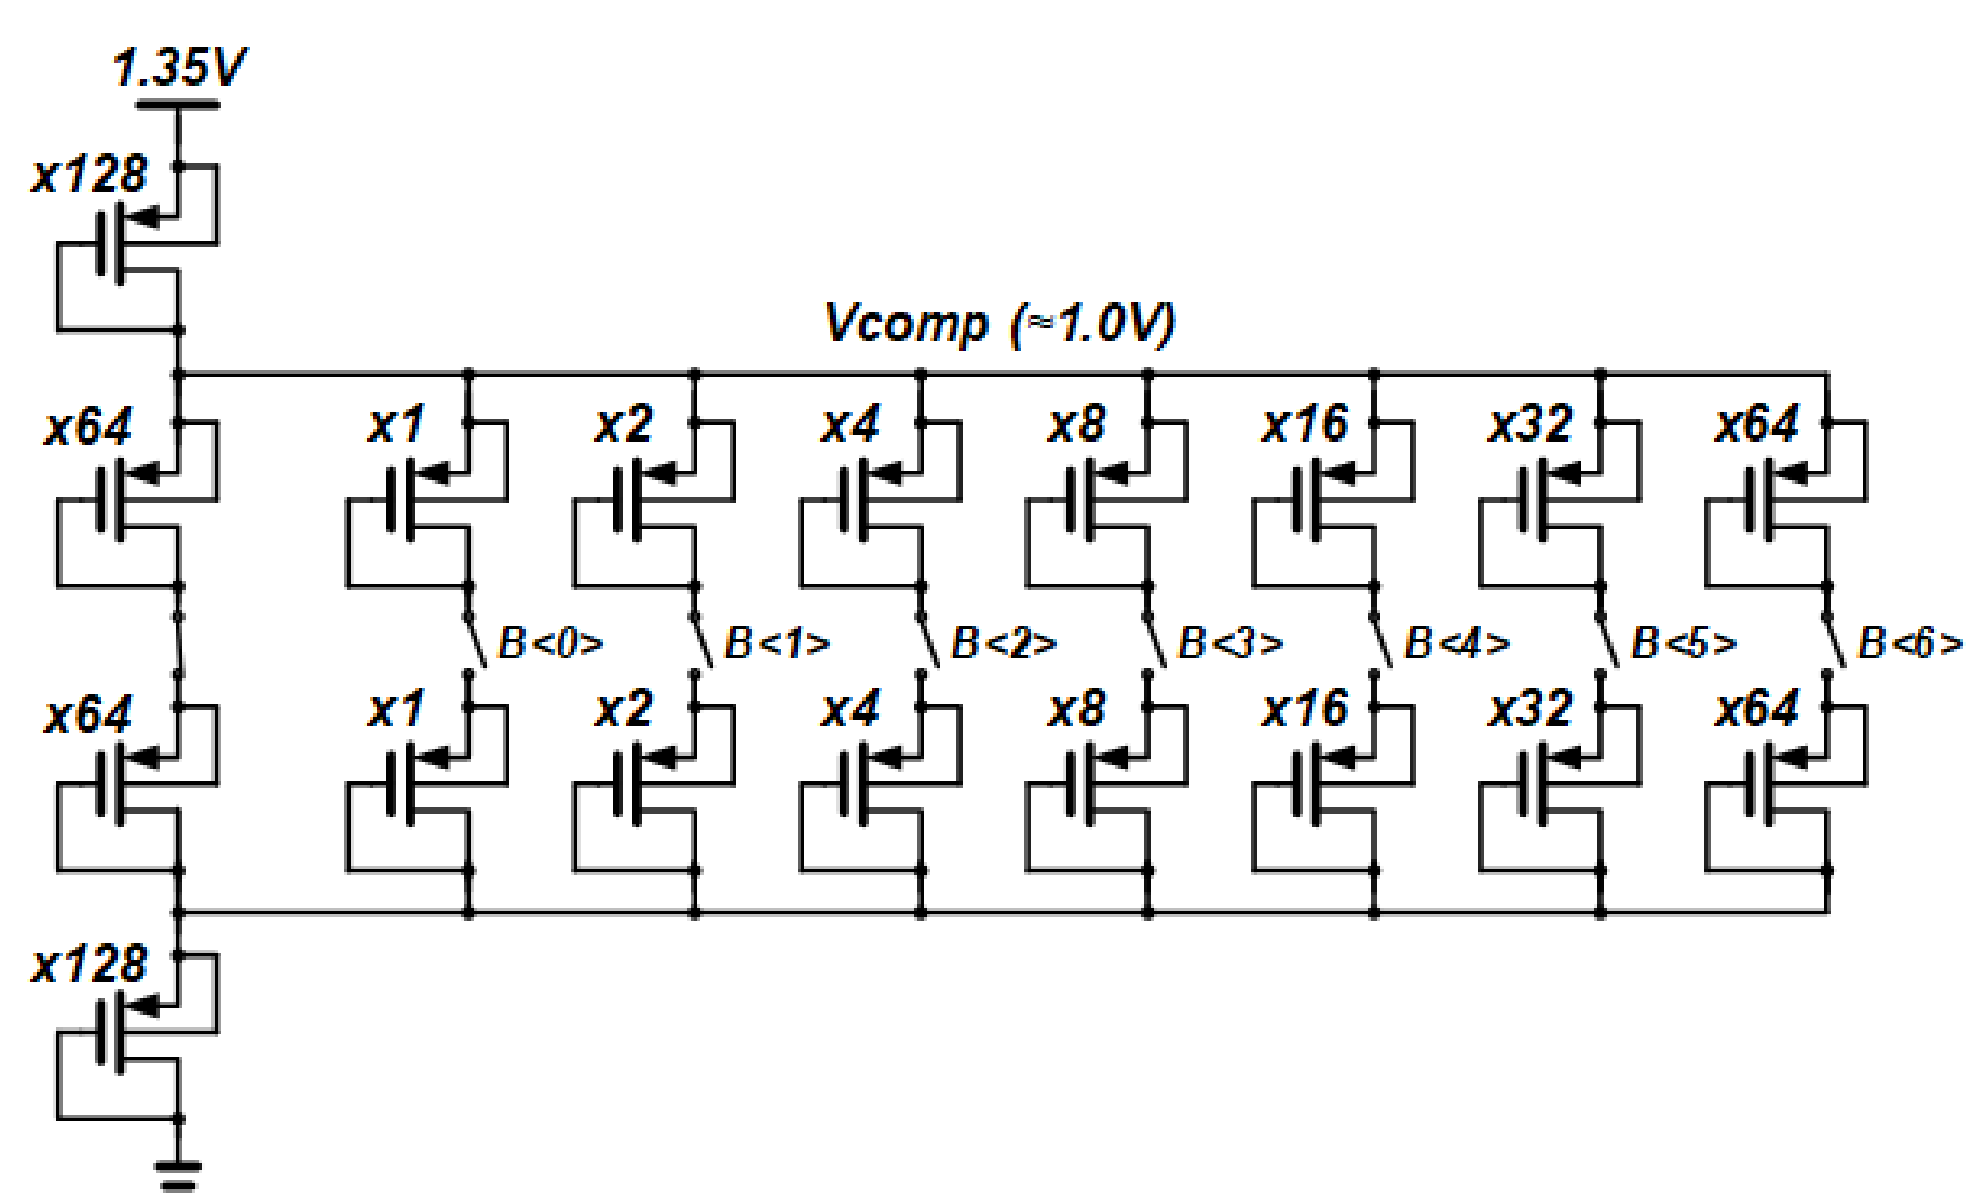 1.35V
x128
Vcomp (≈1.0V)
x64 x1 x2 x4 x8 x16 x32 x64
B<0> B<1> B<2> B<3> B<4> B<5> B<6>
x64 x1 x2 x4 x8 x16 x32 x64
x128